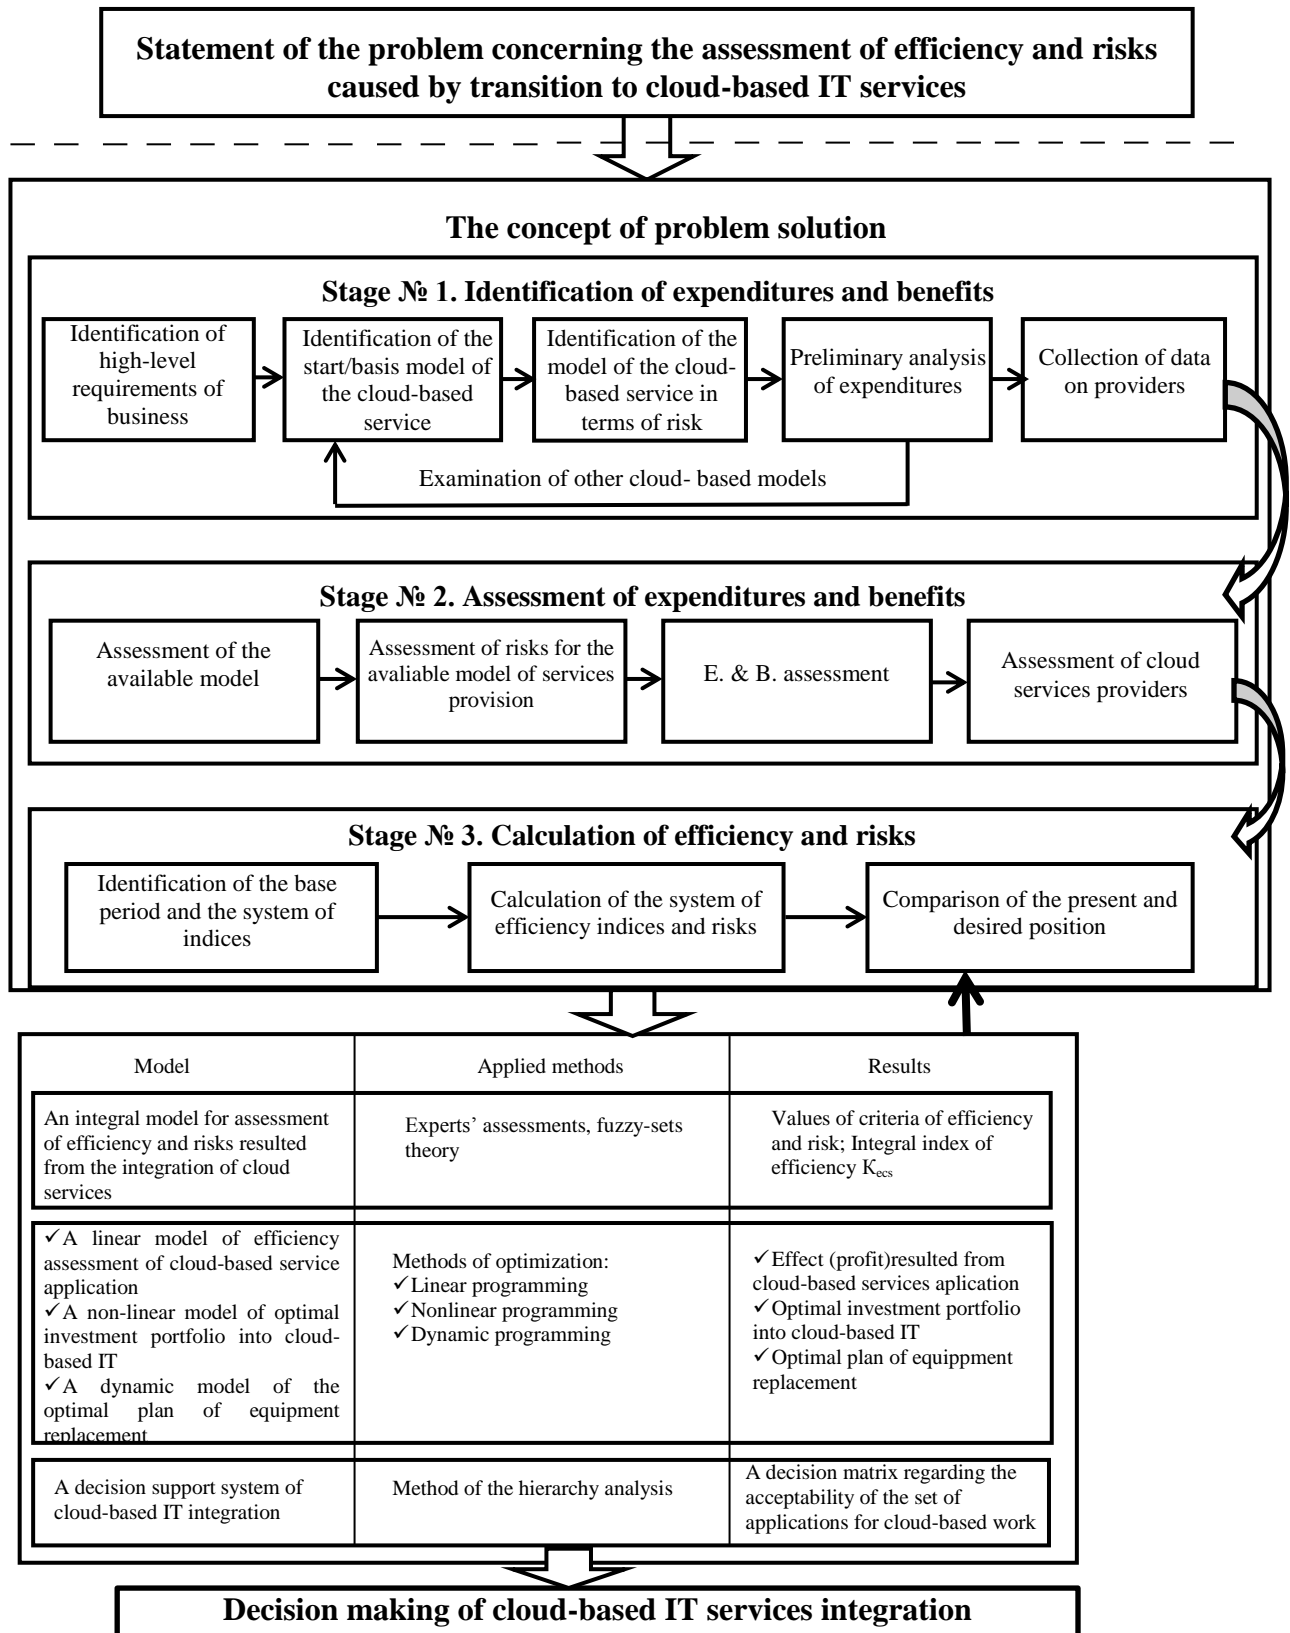 Statement of the problem concerning the assessment of efficiency and risks
caused by transition to cloud-based IT services
The concept of problem solution
Stage № 1. Identification of expenditures and benefits
Identification of
high-level
requirements of
business
Identification of the
start/basis model of
the cloud-based
service
Identification of the
model of the cloud-
based service in
terms of risk
Preliminary analysis
of expenditures
Collection of data
on providers
Examination of other cloud- based models
Stage № 2. Assessment of expenditures and benefits
Assessment of the
available model
Assessment of risks for the
avaliable model of services
provision
E. & B. assessment
Assessment of cloud
services providers
Stage № 3. Calculation of efficiency and risks
Identification of the base
period and the system of
indices
Calculation of the system of
efficiency indices and risks
Comparison of the present and
desired position
Model
Applied methods
Results
An integral model for assessment
of efficiency and risks resulted
from the integration of cloud
services
Experts’ assessments, fuzzy-sets
theory
Values of criteria of efficiency
and risk; Integral index of
efficiency Kecs
✓A linear model of efficiency
assessment of cloud-based service
application
✓A non-linear model of optimal
investment portfolio into cloud-
based IT
✓A dynamic model of the
optimal plan of equipment
replacement
Methods of optimization:
✓Linear programming
✓Nonlinear programming
✓Dynamic programming
✓Effect (profit)resulted from
cloud-based services aplication
✓Optimal investment portfolio
into cloud-based IT
✓Optimal plan of equippment
replacement
A decision support system of
cloud-based IT integration
Method of the hierarchy analysis
A decision matrix regarding the
acceptability of the set of
applications for cloud-based work
Decision making of cloud-based IT services integration